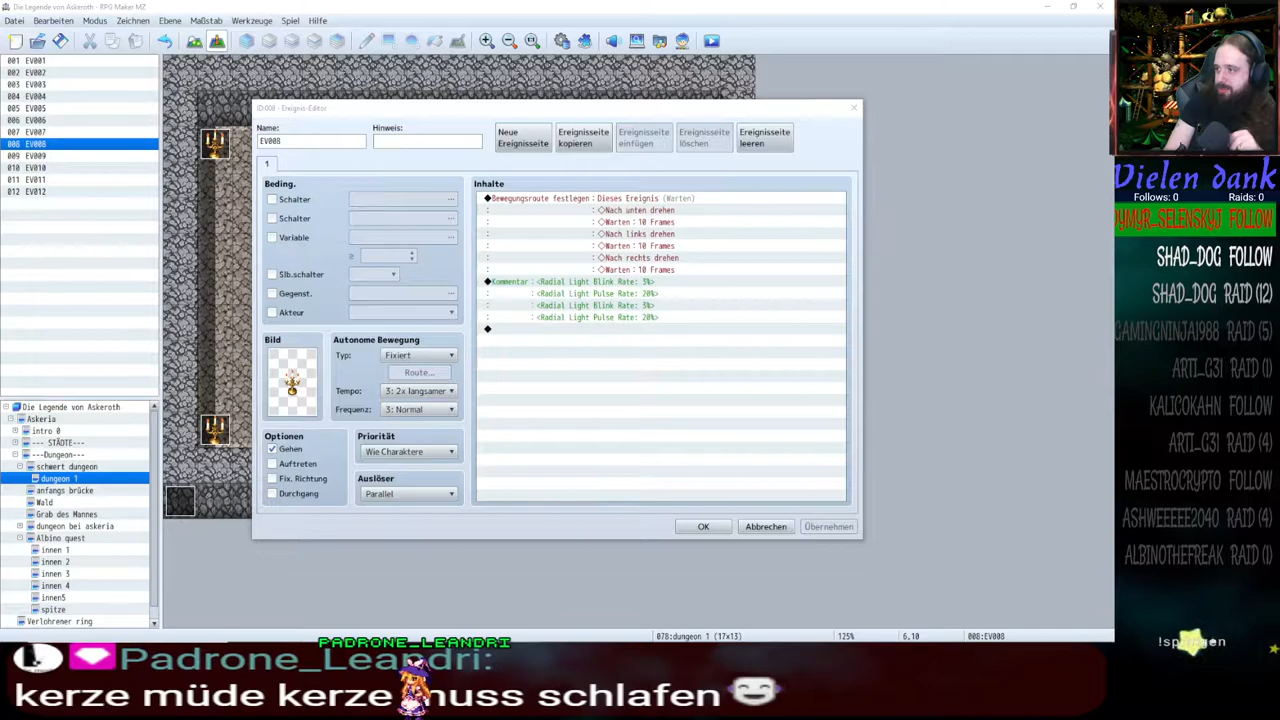 Die Legende von Askeroth - RPG Maker MZ
Datei Bearbeiten Modus Zeichnen Ebene Maßstab Werkzeuge Spiel Hilfe
001 EV001
002 EV002
003 EV003
004 EV004
005 EV005
006 EV006
007 EV007
008 EV008
009 EV009
010 EV010
011 EV011
012 EV012
Die Legende von Askeroth
Askeria
intro 0
--- STÄDTE---
---Dungeon---
schwert dungeon
dungeon 1
anfangs brücke
Wald
Grab des Mannes
dungeon bei askeria
Albino quest
innen 1
innen 2
innen 3
innen 4
innen5
spitze
Verlohrener ring
ID:008 - Ereignis-Editor
Name:
EV008
Hinweis:
Neue Ereignisseite
Ereignisseite kopieren
Ereignisseite einfügen
Ereignisseite löschen
Ereignisseite leeren
1
Beding.
Schalter
Schalter
Variable
≥
Slb.schalter
Gegenst.
Akteur
Bild
Autonome Bewegung
Typ: Fixiert
Route...
Tempo: 3: 2x langsamer
Frequenz: 3: Normal
Optionen
Gehen
Auftreten
Fix. Richtung
Durchgang
Priorität
Wie Charaktere
Auslöser
Parallel
Inhalte
◆Bewegungsroute festlegen：Dieses Ereignis (Warten)
：◇Nach unten drehen
：◇Warten：10 Frames
：◇Nach links drehen
：◇Warten：10 Frames
：◇Nach rechts drehen
：◇Warten：10 Frames
◆Kommentar：<Radial Light Blink Rate: 3%>
：<Radial Light Pulse Rate: 20%>
：<Radial Light Blink Rate: 3%>
：<Radial Light Pulse Rate: 20%>
◆
OK Abbrechen Übernehmen
078:dungeon 1 (17x13) 125% 6,10 008:EV008
Vielen dank
Follows: 0 Raids: 0
DYMYR_SELENSKYJ FOLLOW
SHAD_DOG FOLLOW
SHAD_DOG RAID (12)
GAMINGNINJA1988 RAID (5)
ARTI_G31 RAID (1)
KALICOKAHN FOLLOW
ARTI_G31 RAID (4)
MAESTROCRYPTO FOLLOW
ASHWEEEEE2040 RAID (4)
ALBINOTHEFREAK RAID (1)
PADRONE_LEANDRI
Padrone_Leandri:
kerze müde kerze muss schlafen